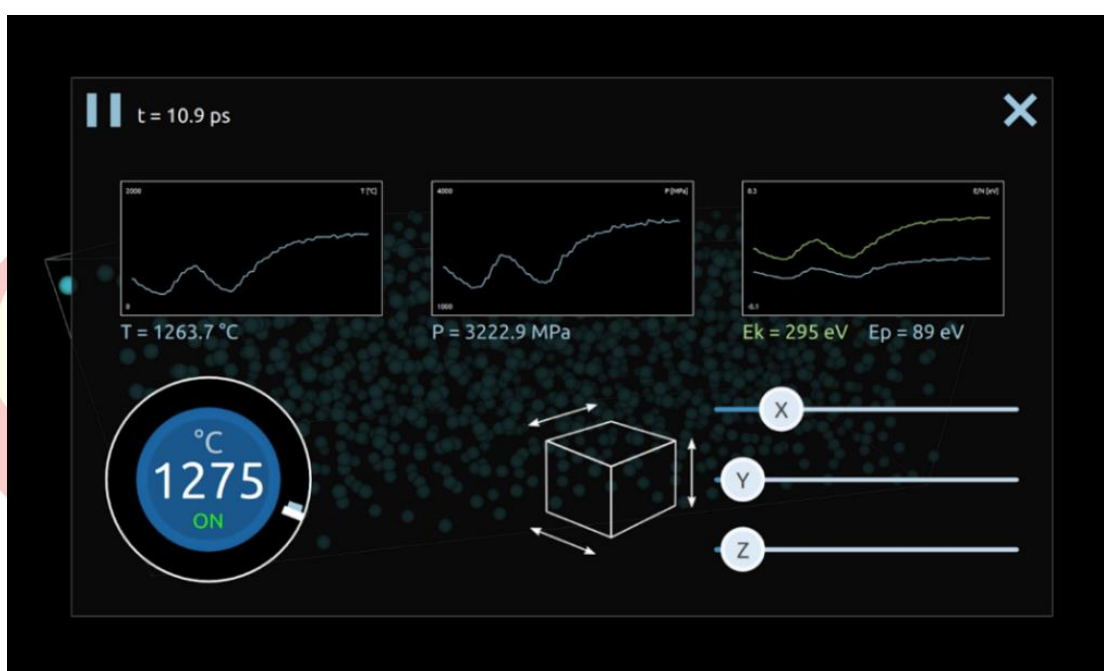 t = 10.9 ps
2000 T [°C]
0
T = 1263.7 °C
4000 P [MPa]
1000
P = 3222.9 MPa
0.3 E/N [eV]
-0.1
Ek = 295 eV Ep = 89 eV
°C
1275
ON
X
Y
Z